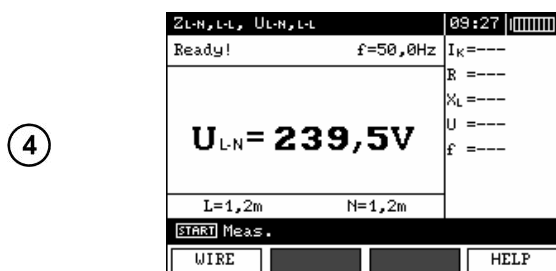 ZL-N,L-L, UL-N,L-L 09:27
Ready! f=50,0Hz
IK=---
R =---
XL =---
U =---
f =---
4
UL-N= 239,5V
L=1,2m N=1,2m
START Meas.
WIRE HELP